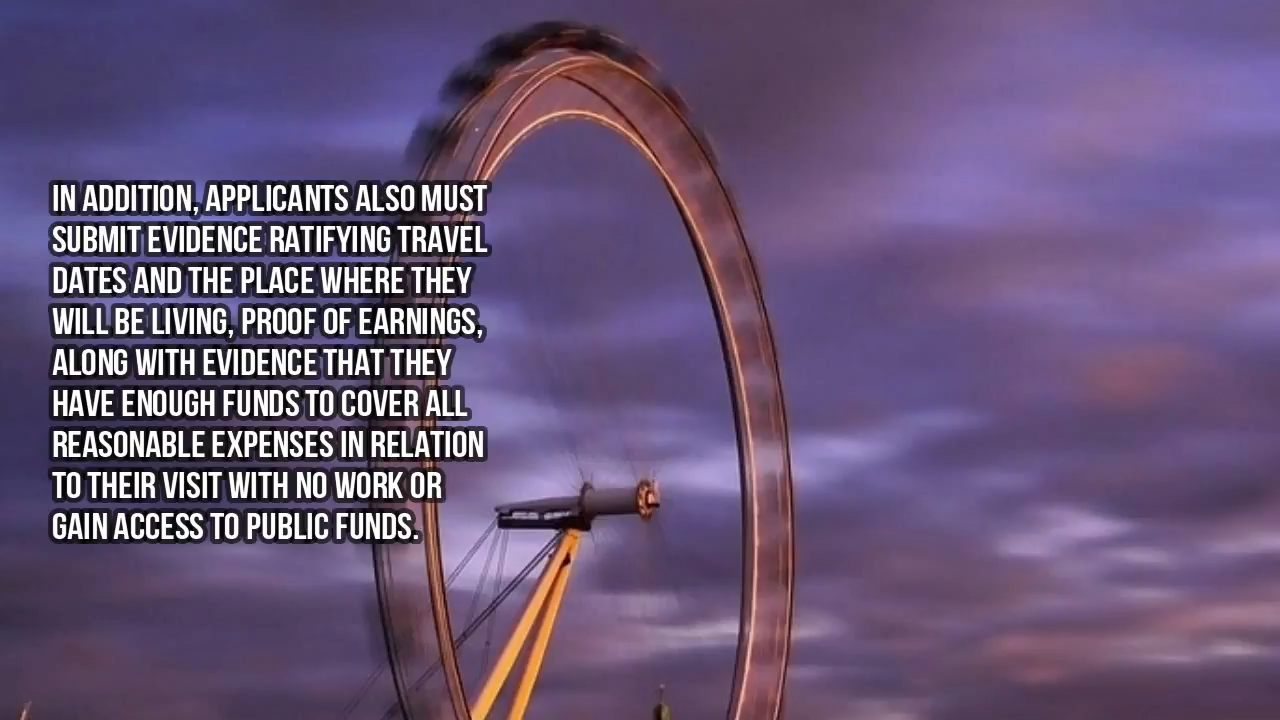 IN ADDITION, APPLICANTS ALSO MUST
SUBMIT EVIDENCE RATIFYING TRAVEL
DATES AND THE PLACE WHERE THEY
WILL BE LIVING, PROOF OF EARNINGS,
ALONG WITH EVIDENCE THAT THEY
HAVE ENOUGH FUNDS TO COVER ALL
REASONABLE EXPENSES IN RELATION
TO THEIR VISIT WITH NO WORK OR
GAIN ACCESS TO PUBLIC FUNDS.